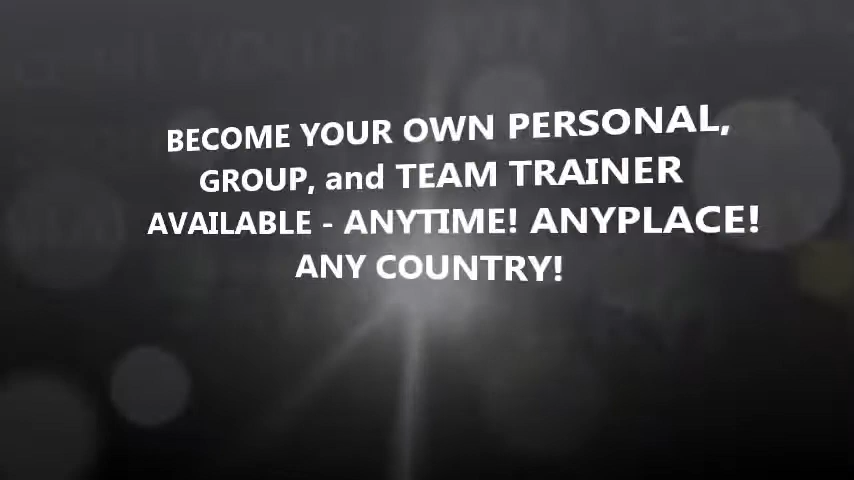 BECOME YOUR OWN PERSONAL,
GROUP, and TEAM TRAINER
AVAILABLE - ANYTIME! ANYPLACE!
ANY COUNTRY!